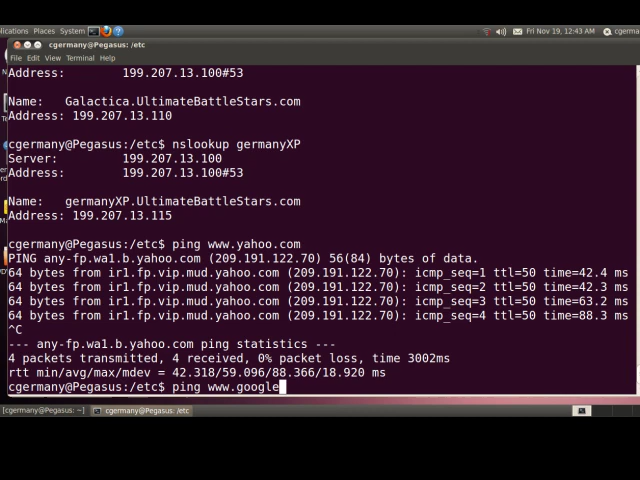 lications Places System Fri Nov 19, 12:43 AM cgerma
cgermany@Pegasus: /etc
File Edit View Terminal Help
Address: 199.207.13.100#53
Name: Galactica.UltimateBattleStars.com
Address: 199.207.13.110
cgermany@Pegasus:/etc$ nslookup germanyXP
Server: 199.207.13.100
Address: 199.207.13.100#53
Name: germanyXP.UltimateBattleStars.com
Address: 199.207.13.115
cgermany@Pegasus:/etc$ ping www.yahoo.com
PING any-fp.wa1.b.yahoo.com (209.191.122.70) 56(84) bytes of data.
64 bytes from ir1.fp.vip.mud.yahoo.com (209.191.122.70): icmp_seq=1 ttl=50 time=42.4 ms
64 bytes from ir1.fp.vip.mud.yahoo.com (209.191.122.70): icmp_seq=2 ttl=50 time=42.3 ms
64 bytes from ir1.fp.vip.mud.yahoo.com (209.191.122.70): icmp_seq=3 ttl=50 time=63.2 ms
64 bytes from ir1.fp.vip.mud.yahoo.com (209.191.122.70): icmp_seq=4 ttl=50 time=88.3 ms
^C
--- any-fp.wa1.b.yahoo.com ping statistics ---
4 packets transmitted, 4 received, 0% packet loss, time 3002ms
rtt min/avg/max/mdev = 42.318/59.096/88.366/18.920 ms
cgermany@Pegasus:/etc$ ping www.google
[cgermany@Pegasus: ~] cgermany@Pegasus: /etc